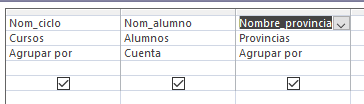 Nom_ciclo Nom_alumno Nombre_provincia
Cursos Alumnos Provincias
Agrupar por Cuenta Agrupar por